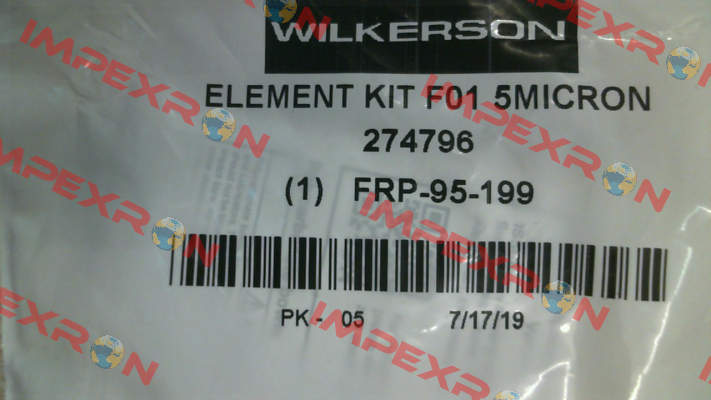 WILKERSON
ELEMENT KIT F01 5MICRON
274796
(1) FRP-95-199
PK - 05 7/17/19
IMPEXRON
IMPEXRON
IMPEXRON
IMPEXRON
IMPEXRON
IMPEXRON